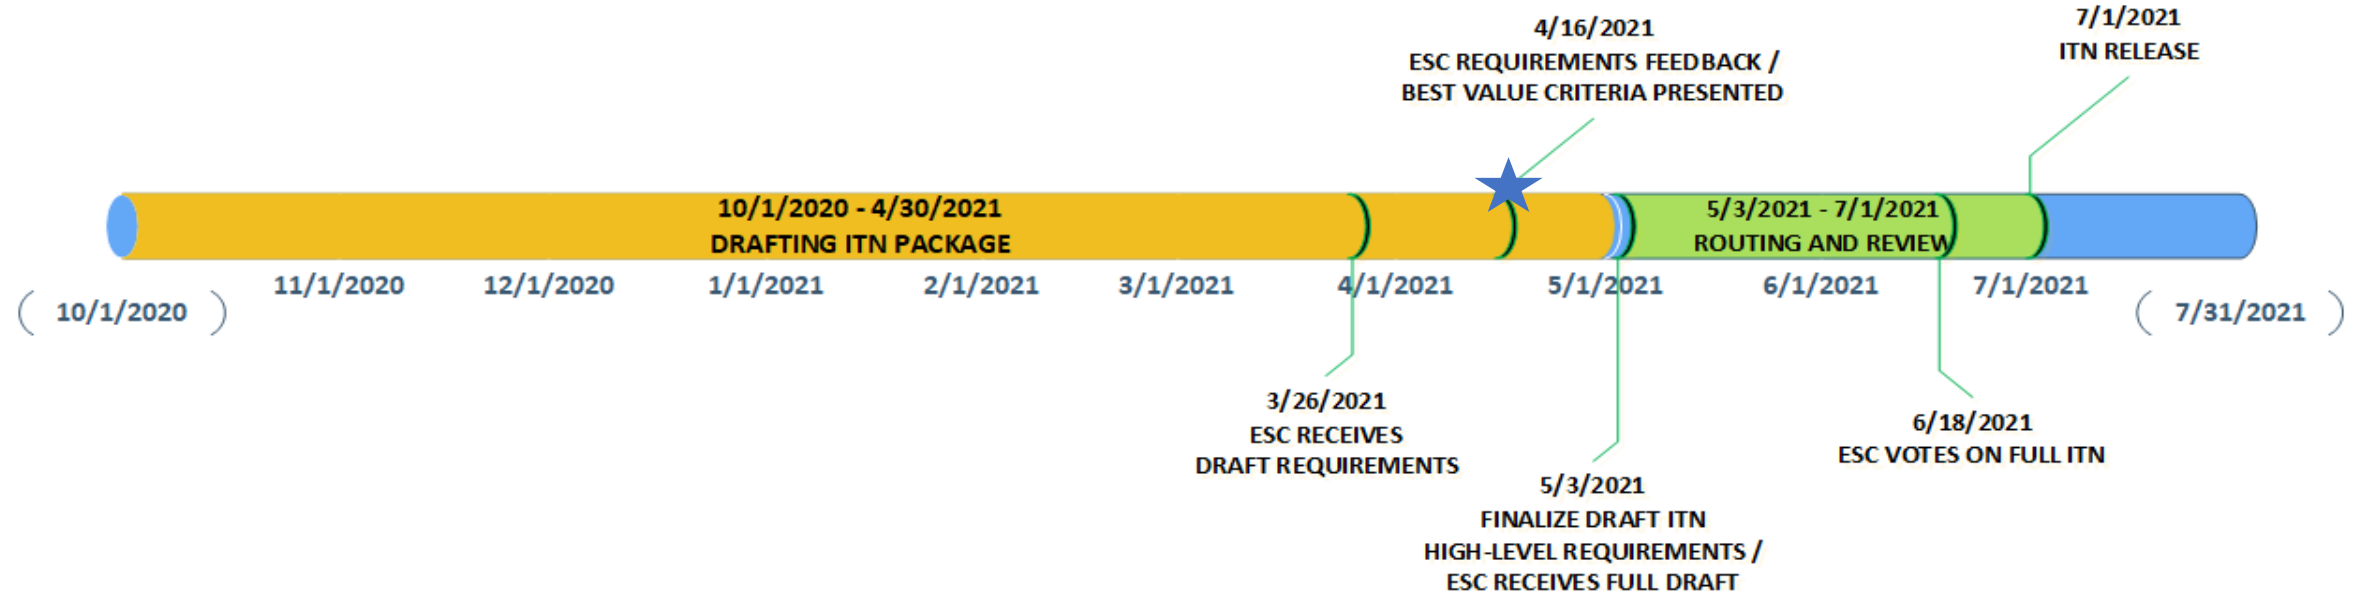 7/1/2021
ITN RELEASE
4/16/2021
ESC REQUIREMENTS FEEDBACK /
BEST VALUE CRITERIA PRESENTED
10/1/2020 - 4/30/2021
DRAFTING ITN PACKAGE
5/3/2021 - 7/1/2021
ROUTING AND REVIEW
11/1/2020
12/1/2020
1/1/2021
2/1/2021
3/1/2021
4/1/2021
5/1/2021
6/1/2021
7/1/2021
10/1/2020
7/31/2021
3/26/2021
ESC RECEIVES
DRAFT REQUIREMENTS
6/18/2021
ESC VOTES ON FULL ITN
5/3/2021
FINALIZE DRAFT ITN
HIGH-LEVEL REQUIREMENTS /
ESC RECEIVES FULL DRAFT